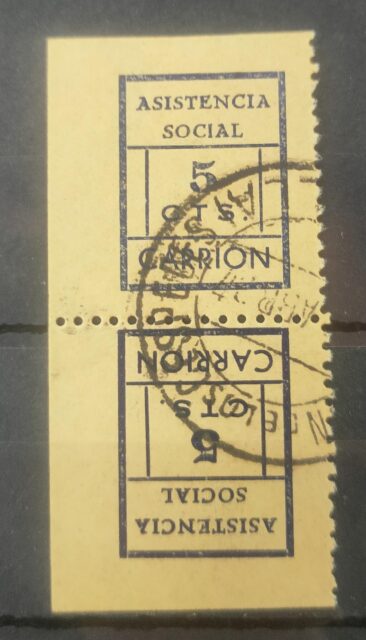 ASISTENCIA
SOCIAL
5
CTS.
CARRION
CARRION
CTS.
5
SOCIAL
ASISTENCIA